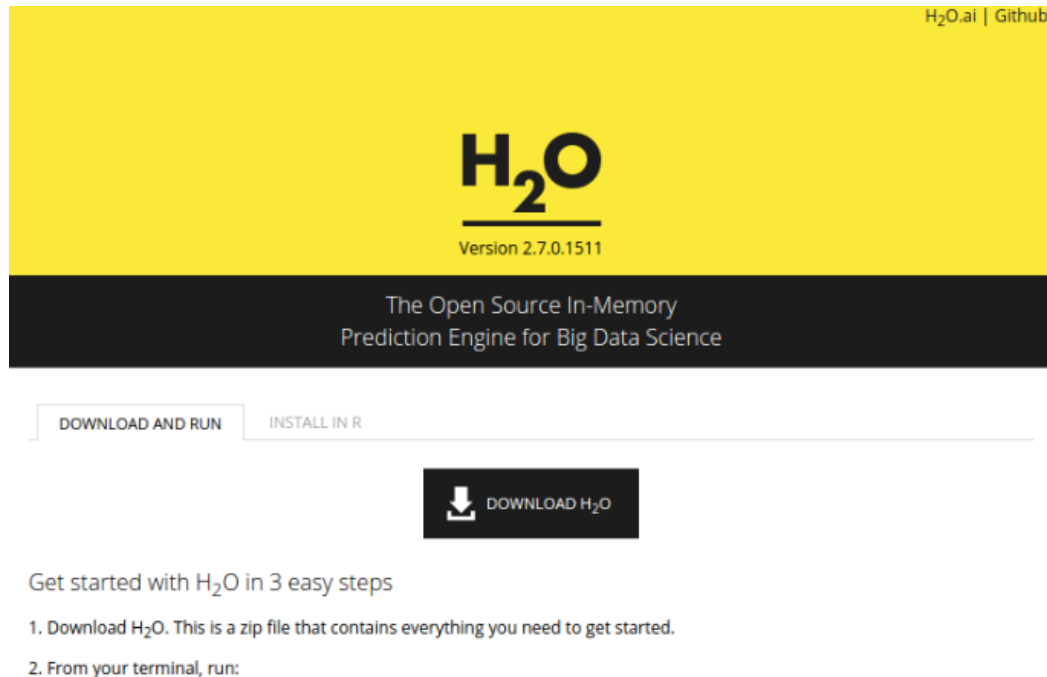 H₂O.ai | Github
H₂O
Version 2.7.0.1511
The Open Source In-Memory
Prediction Engine for Big Data Science
DOWNLOAD AND RUN
INSTALL IN R
DOWNLOAD H₂O
Get started with H₂O in 3 easy steps
1. Download H₂O. This is a zip file that contains everything you need to get started.
2. From your terminal, run: